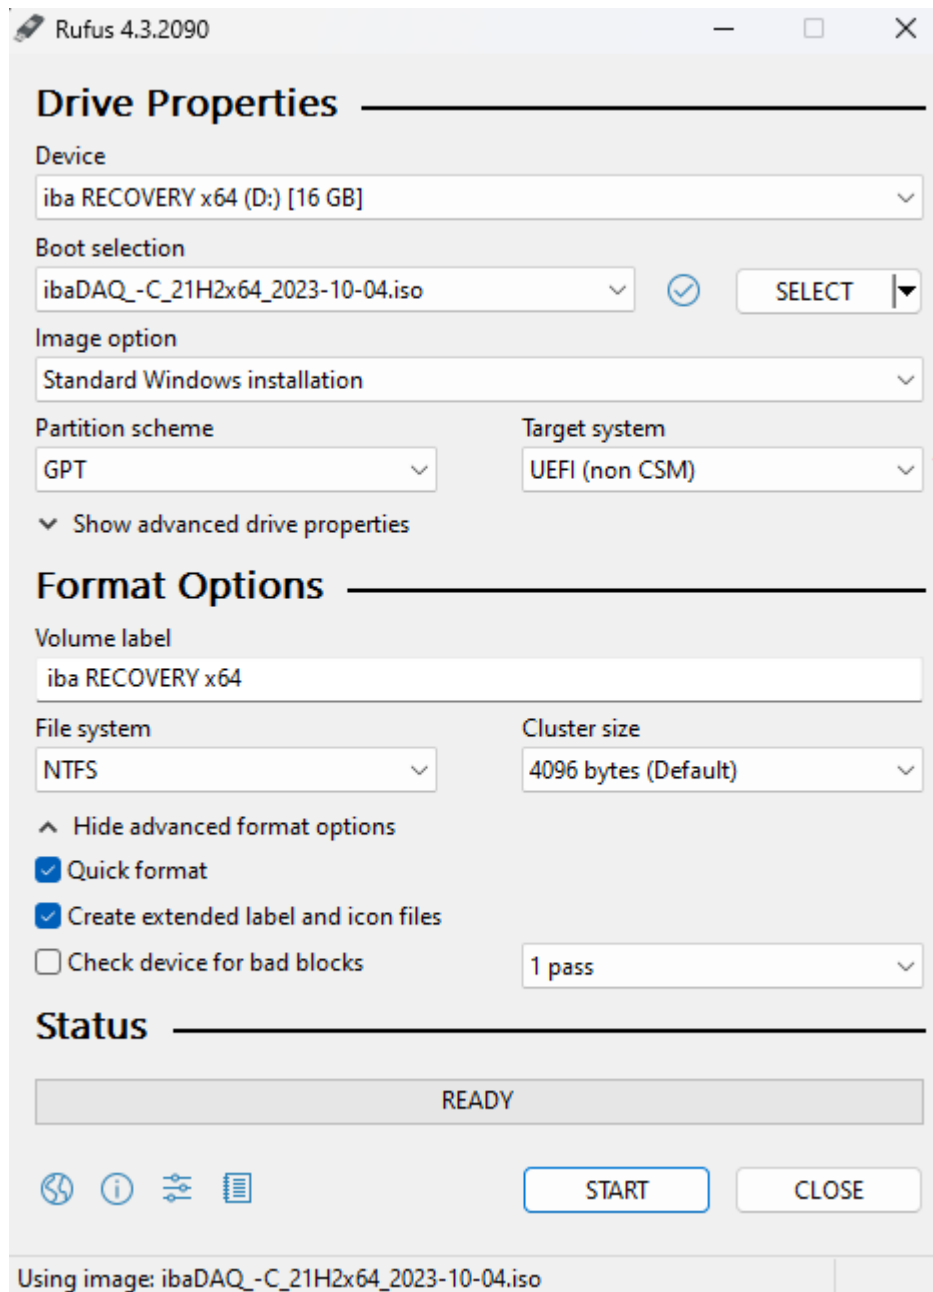 Rufus 4.3.2090
Drive Properties
Device
iba RECOVERY x64 (D:) [16 GB]
Boot selection
ibaDAQ_-C_21H2x64_2023-10-04.iso
SELECT
Image option
Standard Windows installation
Partition scheme Target system
GPT UEFI (non CSM)
Show advanced drive properties
Format Options
Volume label
iba RECOVERY x64
File system Cluster size
NTFS 4096 bytes (Default)
Hide advanced format options
Quick format
Create extended label and icon files
Check device for bad blocks 1 pass
Status
READY
START CLOSE
Using image: ibaDAQ_-C_21H2x64_2023-10-04.iso